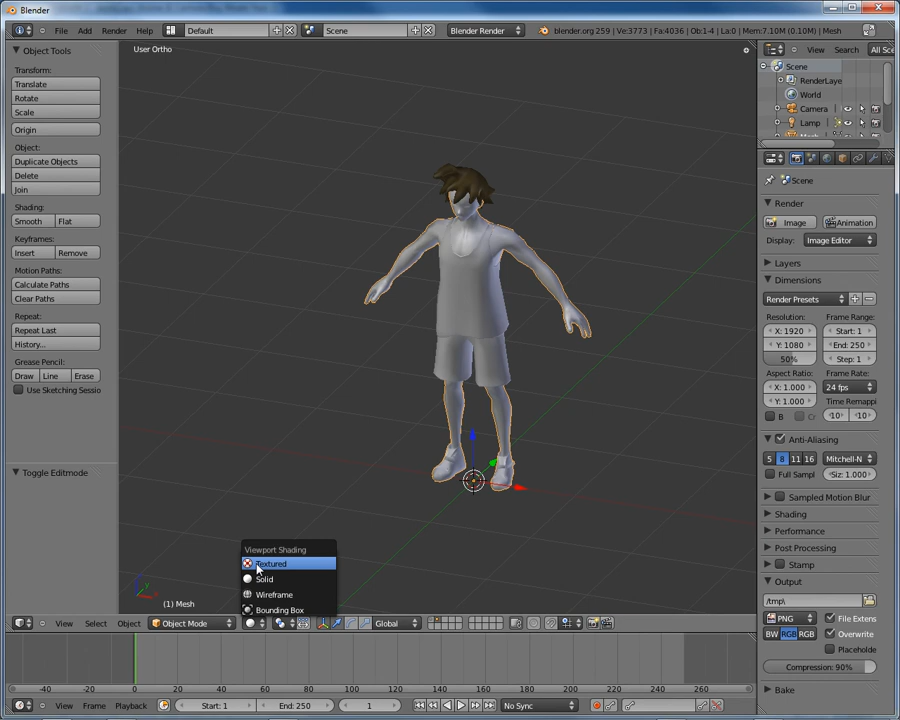 Blender
File Add Render Help
Default
Scene
Blender Render
blender.org 259 | Ve:3773 | Fa:4036 | Ob:1-4 | La:0 | Mem:7.10M (0.10M) | Mesh
Object Tools
Transform:
Translate
Rotate
Scale
Origin
Object:
Duplicate Objects
Delete
Join
Shading:
Smooth Flat
Keyframes:
Insert Remove
Motion Paths:
Calculate Paths
Clear Paths
Repeat:
Repeat Last
History...
Grease Pencil:
Draw Line Erase
Use Sketching Sessio
Toggle Editmode
User Ortho
Viewport Shading
Textured
Solid
Wireframe
Bounding Box
(1) Mesh
View Select Object Object Mode Global
-40 -20 0 20 40 60 80 100 120 140 160 180 200 220 240 260 280
View Frame Playback Start: 1 End: 250 1 No Sync
View Search All Sce
Scene
RenderLaye
World
Camera
Lamp
Scene
Render
Image Animation
Display: Image Editor
Layers
Dimensions
Render Presets
Resolution: Frame Range:
X: 1920 Start: 1
Y: 1080 End: 250
50% Step: 1
Aspect Ratio: Frame Rate:
X: 1.000 24 fps
Y: 1.000 Time Remappi
B Cr 10 10
Anti-Aliasing
5 8 11 16 Mitchell-N
Full Sampl Siz: 1.000
Sampled Motion Blur
Shading
Performance
Post Processing
Stamp
Output
/tmp\
PNG File Extens
BW RGB RGB Overwrite
Placeholde
Compression: 90%
Bake